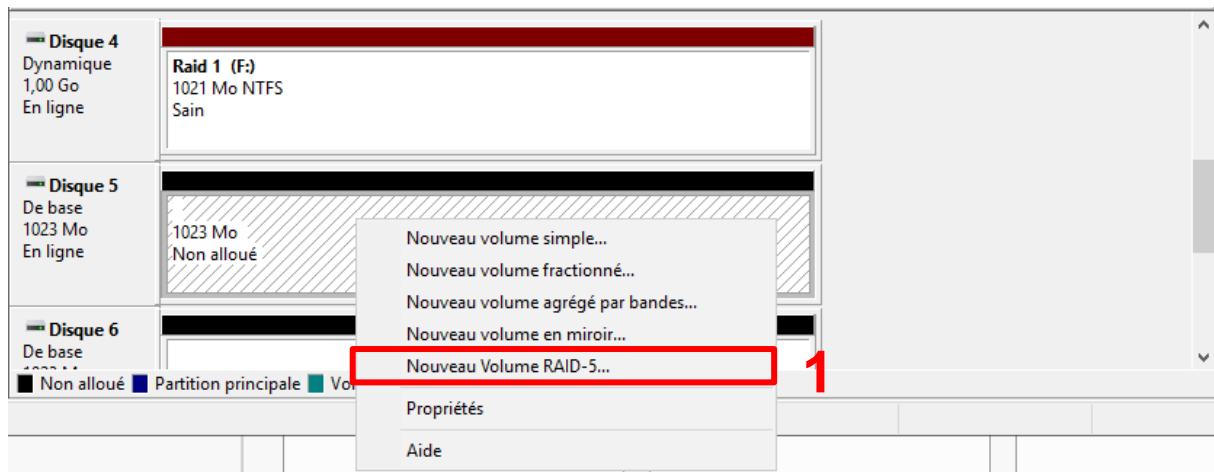 Disque 4
Dynamique
1,00 Go
En ligne
Raid 1 (F:)
1021 Mo NTFS
Sain
Disque 5
De base
1023 Mo
En ligne
1023 Mo
Non alloué
Nouveau volume simple...
Nouveau volume fractionné...
Nouveau volume agrégé par bandes...
Nouveau volume en miroir...
Nouveau Volume RAID-5...
1
Propriétés
Aide
Disque 6
De base
Non alloué Partition principale